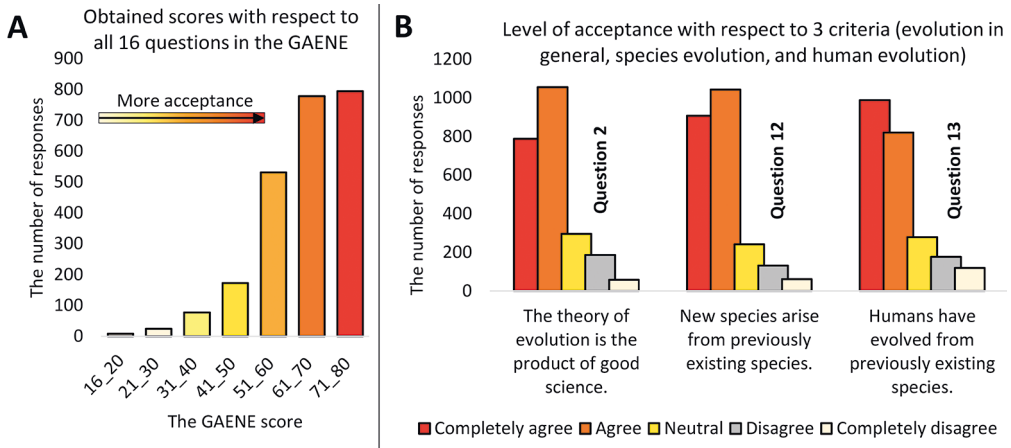 A
Obtained scores with respect to
all 16 questions in the GAENE
900
800
700
600
500
400
300
200
100
0
The number of responses
More acceptance
16_20
21_30
31_40
41_50
51_60
61_70
71_80
The GAENE score
B
Level of acceptance with respect to 3 criteria (evolution in
general, species evolution, and human evolution)
1200
1000
800
600
400
200
0
The number of responses
Question 2
Question 12
Question 13
The theory of
evolution is the
product of good
science.
New species arise
from previously
existing species.
Humans have
evolved from
previously existing
species.
Completely agree
Agree
Neutral
Disagree
Completely disagree